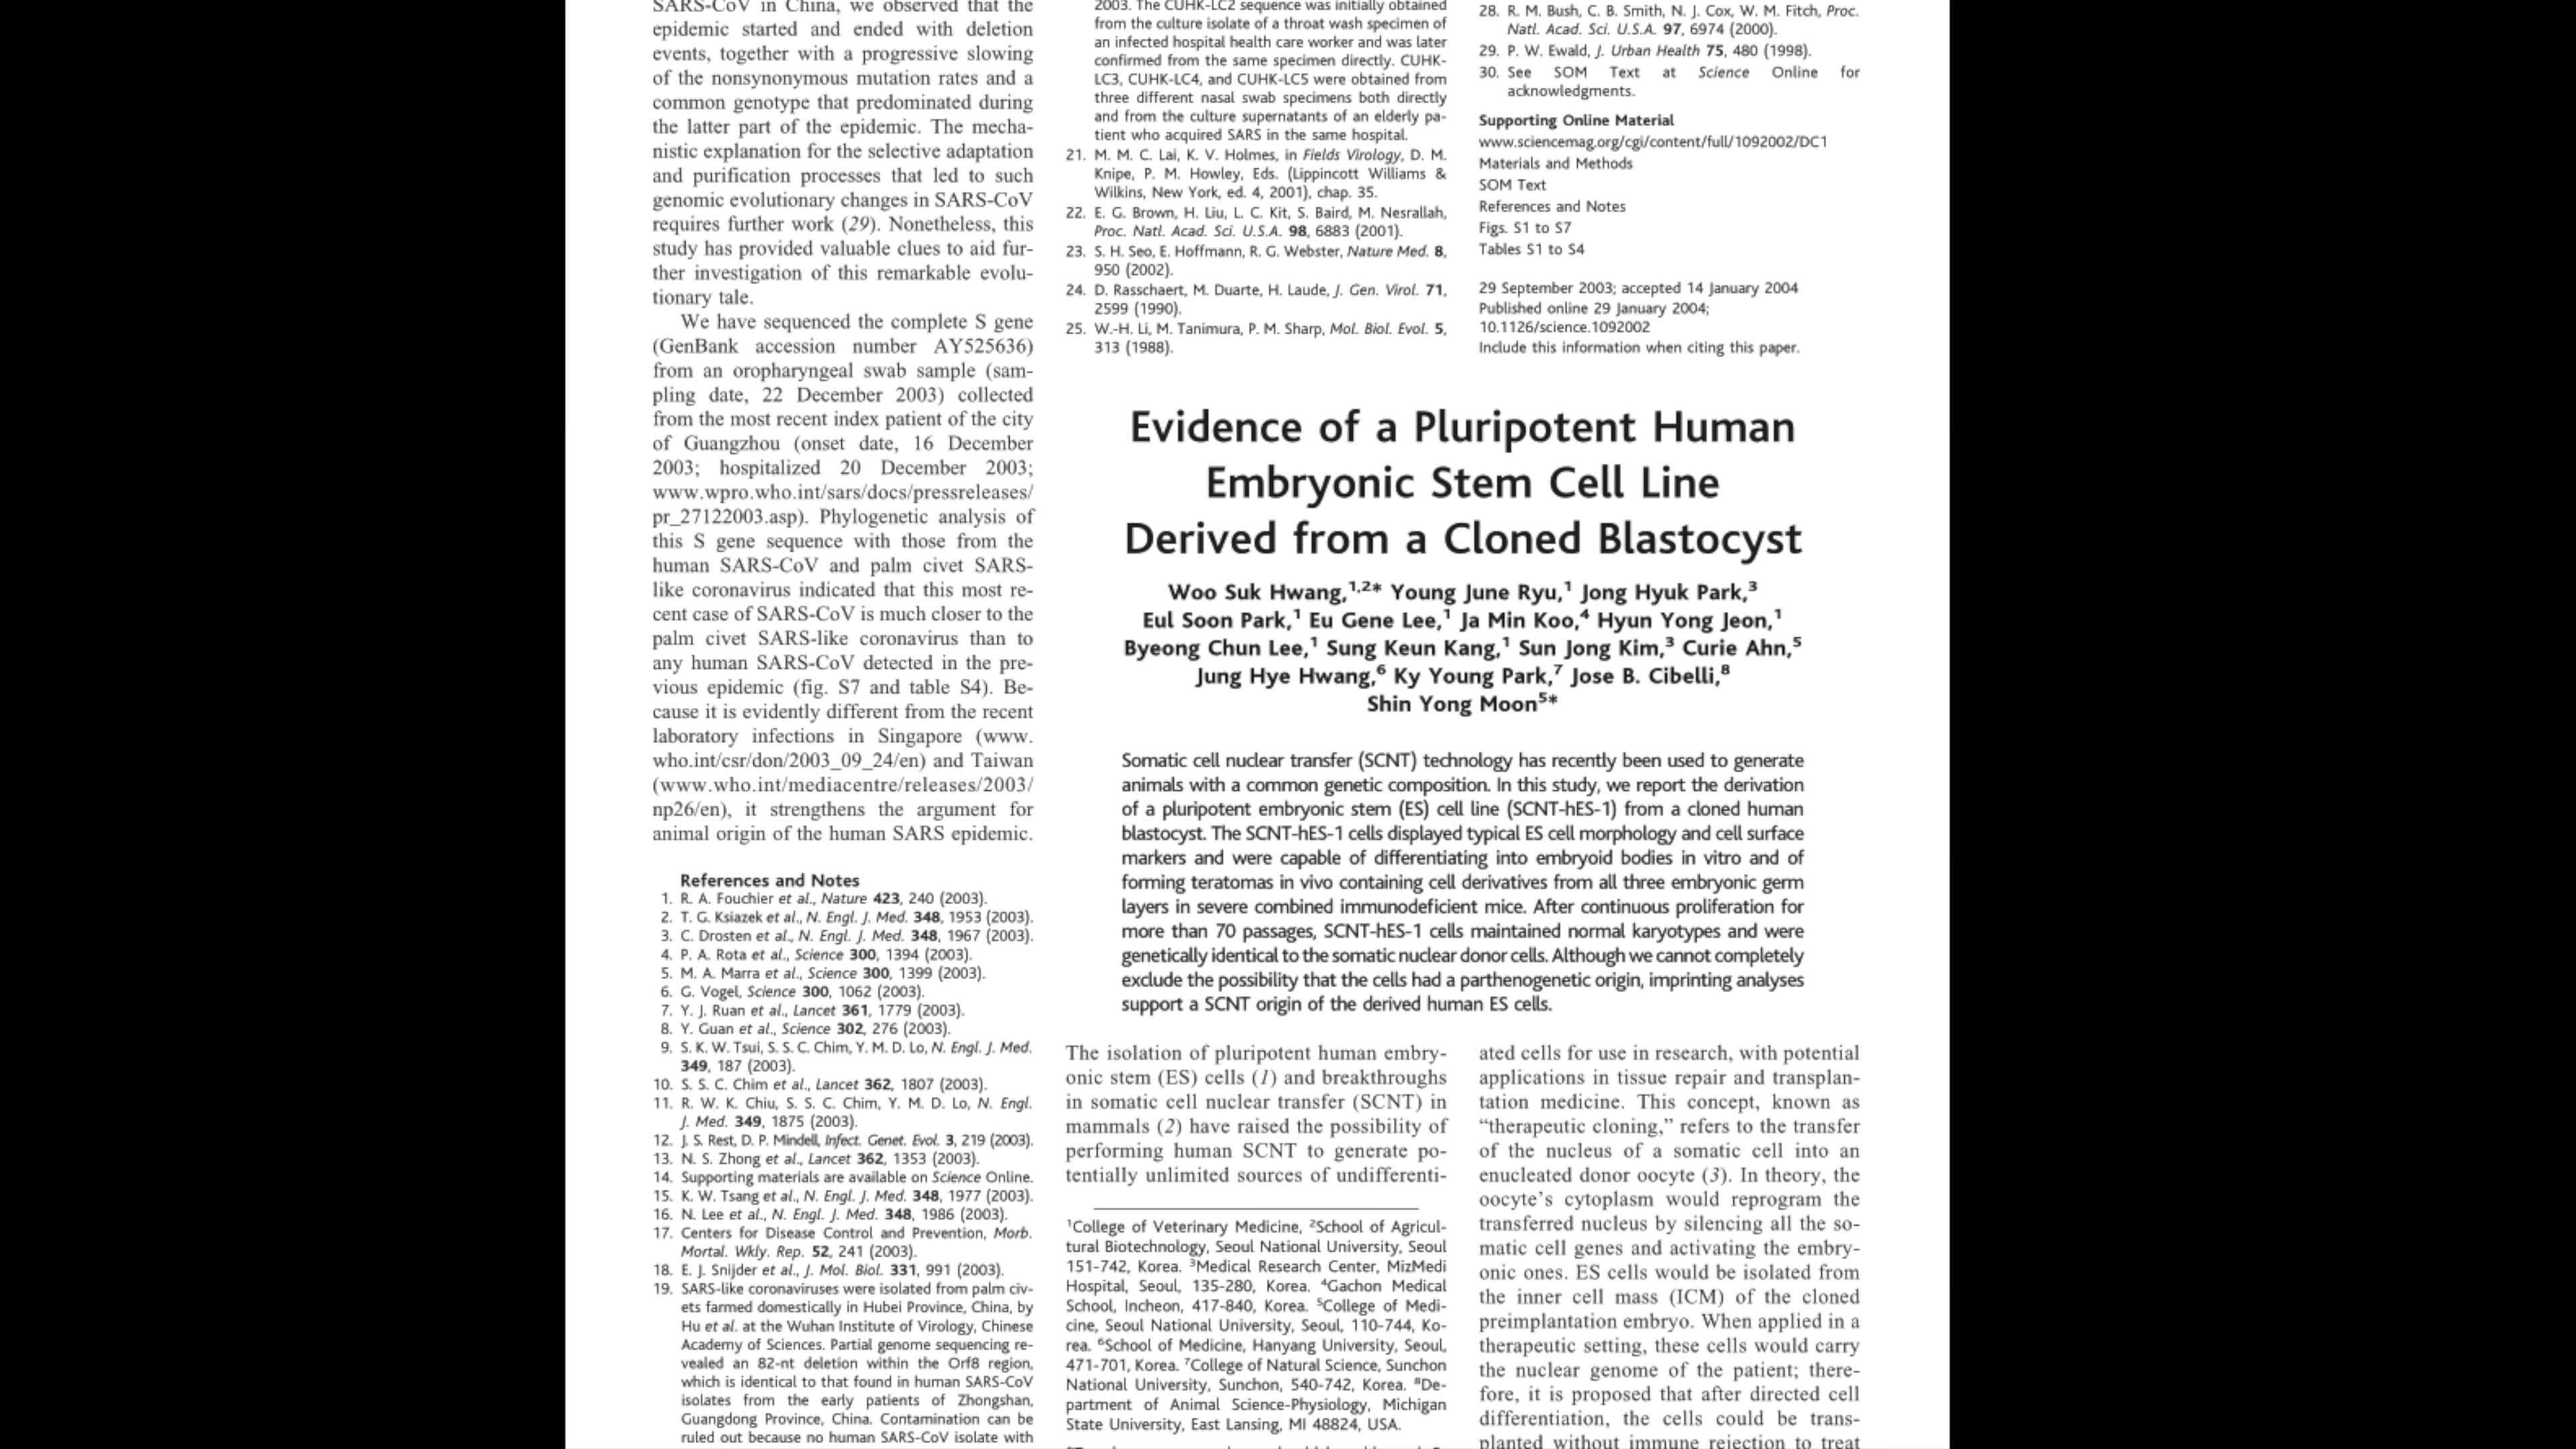 SARS-CoV in China, we observed that the
epidemic started and ended with deletion
events, together with a progressive slowing
of the nonsynonymous mutation rates and a
common genotype that predominated during
the latter part of the epidemic. The mecha-
nistic explanation for the selective adaptation
and purification processes that led to such
genomic evolutionary changes in SARS-CoV
requires further work (29). Nonetheless, this
study has provided valuable clues to aid fur-
ther investigation of this remarkable evolu-
tionary tale.
We have sequenced the complete S gene
(GenBank accession number AY525636)
from an oropharyngeal swab sample (sam-
pling date, 22 December 2003) collected
from the most recent index patient of the city
of Guangzhou (onset date, 16 December
2003; hospitalized 20 December 2003;
www.wpro.who.int/sars/docs/pressreleases/
pr_27122003.asp). Phylogenetic analysis of
this S gene sequence with those from the
human SARS-CoV and palm civet SARS-
like coronavirus indicated that this most re-
cent case of SARS-CoV is much closer to the
palm civet SARS-like coronavirus than to
any human SARS-CoV detected in the pre-
vious epidemic (fig. S7 and table S4). Be-
cause it is evidently different from the recent
laboratory infections in Singapore (www.
who.int/csr/don/2003_09_24/en) and Taiwan
(www.who.int/mediacentre/releases/2003/
np26/en), it strengthens the argument for
animal origin of the human SARS epidemic.
References and Notes
1. R. A. Fouchier et al., Nature 423, 240 (2003).
2. T. G. Ksiazek et al., N. Engl. J. Med. 348, 1953 (2003).
3. C. Drosten et al., N. Engl. J. Med. 348, 1967 (2003).
4. P. A. Rota et al., Science 300, 1394 (2003).
5. M. A. Marra et al., Science 300, 1399 (2003).
6. G. Vogel, Science 300, 1062 (2003).
7. Y. J. Ruan et al., Lancet 361, 1779 (2003).
8. Y. Guan et al., Science 302, 276 (2003).
9. S. K. W. Tsui, S. S. C. Chim, Y. M. D. Lo, N. Engl. J. Med.
349, 187 (2003).
10. S. S. C. Chim et al., Lancet 362, 1807 (2003).
11. R. W. K. Chiu, S. S. C. Chim, Y. M. D. Lo, N. Engl.
J. Med. 349, 1875 (2003).
12. J. S. Rest, D. P. Mindell, Infect. Genet. Evol. 3, 219 (2003).
13. N. S. Zhong et al., Lancet 362, 1353 (2003).
14. Supporting materials are available on Science Online.
15. K. W. Tsang et al., N. Engl. J. Med. 348, 1977 (2003).
16. N. Lee et al., N. Engl. J. Med. 348, 1986 (2003).
17. Centers for Disease Control and Prevention, Morb.
Mortal. Wkly. Rep. 52, 241 (2003).
18. E. J. Snijder et al., J. Mol. Biol. 331, 991 (2003).
19. SARS-like coronaviruses were isolated from palm civ-
ets farmed domestically in Hubei Province, China, by
Hu et al. at the Wuhan Institute of Virology, Chinese
Academy of Sciences. Partial genome sequencing re-
vealed an 82-nt deletion within the Orf8 region,
which is identical to that found in human SARS-CoV
isolates from the early patients of Zhongshan,
Guangdong Province, China. Contamination can be
ruled out because no human SARS-CoV isolate with
2003. The CUHK-LC2 sequence was initially obtained
from the culture isolate of a throat wash specimen of
an infected hospital health care worker and was later
confirmed from the same specimen directly. CUHK-
LC3, CUHK-LC4, and CUHK-LC5 were obtained from
three different nasal swab specimens both directly
and from the culture supernatants of an elderly pa-
tient who acquired SARS in the same hospital.
21. M. M. C. Lai, K. V. Holmes, in Fields Virology, D. M.
Knipe, P. M. Howley, Eds. (Lippincott Williams &
Wilkins, New York, ed. 4, 2001), chap. 35.
22. E. G. Brown, H. Liu, L. C. Kit, S. Baird, M. Nesrallah,
Proc. Natl. Acad. Sci. U.S.A. 98, 6883 (2001).
23. S. H. Seo, E. Hoffmann, R. G. Webster, Nature Med. 8,
950 (2002).
24. D. Rasschaert, M. Duarte, H. Laude, J. Gen. Virol. 71,
2599 (1990).
25. W.-H. Li, M. Tanimura, P. M. Sharp, Mol. Biol. Evol. 5,
313 (1988).
28. R. M. Bush, C. B. Smith, N. J. Cox, W. M. Fitch, Proc.
Natl. Acad. Sci. U.S.A. 97, 6974 (2000).
29. P. W. Ewald, J. Urban Health 75, 480 (1998).
30. See SOM Text at Science Online for
acknowledgments.
Supporting Online Material
www.sciencemag.org/cgi/content/full/1092002/DC1
Materials and Methods
SOM Text
References and Notes
Figs. S1 to S7
Tables S1 to S4
29 September 2003; accepted 14 January 2004
Published online 29 January 2004;
10.1126/science.1092002
Include this information when citing this paper.
Evidence of a Pluripotent Human
Embryonic Stem Cell Line
Derived from a Cloned Blastocyst
Woo Suk Hwang,1,2* Young June Ryu,1 Jong Hyuk Park,3
Eul Soon Park,1 Eu Gene Lee,1 Ja Min Koo,4 Hyun Yong Jeon,1
Byeong Chun Lee,1 Sung Keun Kang,1 Sun Jong Kim,3 Curie Ahn,5
Jung Hye Hwang,6 Ky Young Park,7 Jose B. Cibelli,8
Shin Yong Moon5*
Somatic cell nuclear transfer (SCNT) technology has recently been used to generate
animals with a common genetic composition. In this study, we report the derivation
of a pluripotent embryonic stem (ES) cell line (SCNT-hES-1) from a cloned human
blastocyst. The SCNT-hES-1 cells displayed typical ES cell morphology and cell surface
markers and were capable of differentiating into embryoid bodies in vitro and of
forming teratomas in vivo containing cell derivatives from all three embryonic germ
layers in severe combined immunodeficient mice. After continuous proliferation for
more than 70 passages, SCNT-hES-1 cells maintained normal karyotypes and were
genetically identical to the somatic nuclear donor cells. Although we cannot completely
exclude the possibility that the cells had a parthenogenetic origin, imprinting analyses
support a SCNT origin of the derived human ES cells.
The isolation of pluripotent human embry-
onic stem (ES) cells (1) and breakthroughs
in somatic cell nuclear transfer (SCNT) in
mammals (2) have raised the possibility of
performing human SCNT to generate po-
tentially unlimited sources of undifferenti-
1College of Veterinary Medicine, 2School of Agricul-
tural Biotechnology, Seoul National University, Seoul
151-742, Korea. 3Medical Research Center, MizMedi
Hospital, Seoul, 135-280, Korea. 4Gachon Medical
School, Incheon, 417-840, Korea. 5College of Medi-
cine, Seoul National University, Seoul, 110-744, Ko-
rea. 6School of Medicine, Hanyang University, Seoul,
471-701, Korea. 7College of Natural Science, Sunchon
National University, Sunchon, 540-742, Korea. 8De-
partment of Animal Science-Physiology, Michigan
State University, East Lansing, MI 48824, USA.
ated cells for use in research, with potential
applications in tissue repair and transplan-
tation medicine. This concept, known as
“therapeutic cloning,” refers to the transfer
of the nucleus of a somatic cell into an
enucleated donor oocyte (3). In theory, the
oocyte’s cytoplasm would reprogram the
transferred nucleus by silencing all the so-
matic cell genes and activating the embry-
onic ones. ES cells would be isolated from
the inner cell mass (ICM) of the cloned
preimplantation embryo. When applied in a
therapeutic setting, these cells would carry
the nuclear genome of the patient; there-
fore, it is proposed that after directed cell
differentiation, the cells could be trans-
planted without immune rejection to treat